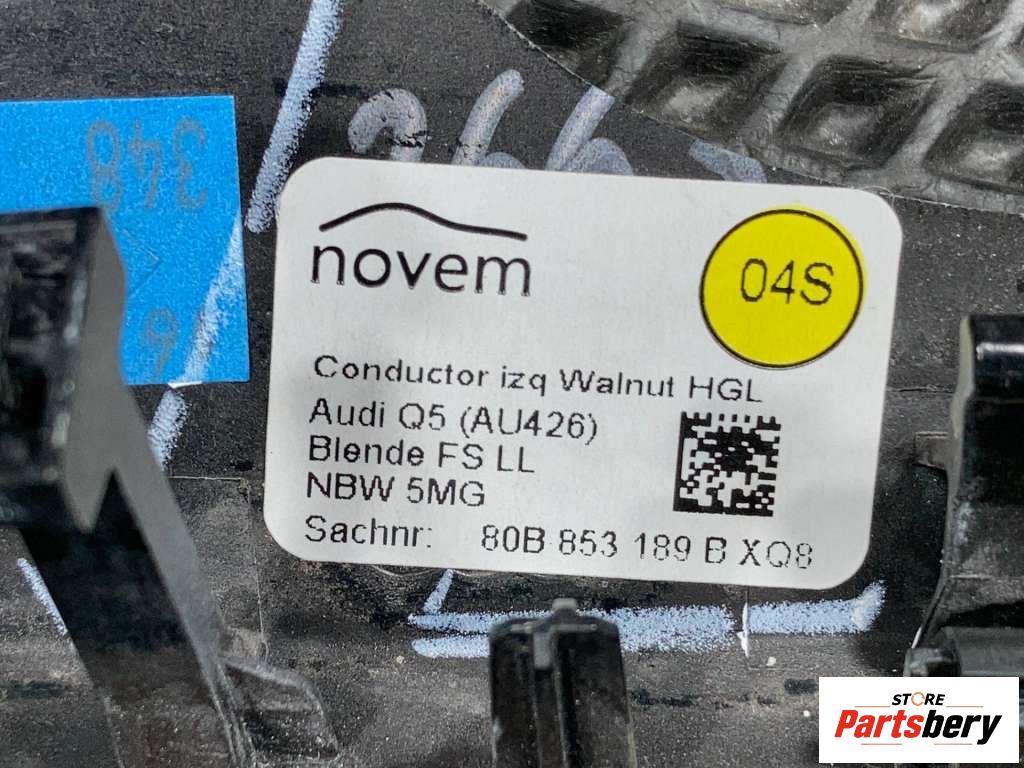 348
novem
04S
Conductor izq Walnut HGL
Audi Q5 (AU426)
Blende FS LL
NBW 5MG
Sachnr: 80B 853 189 B XQ8
STORE
Partsbery